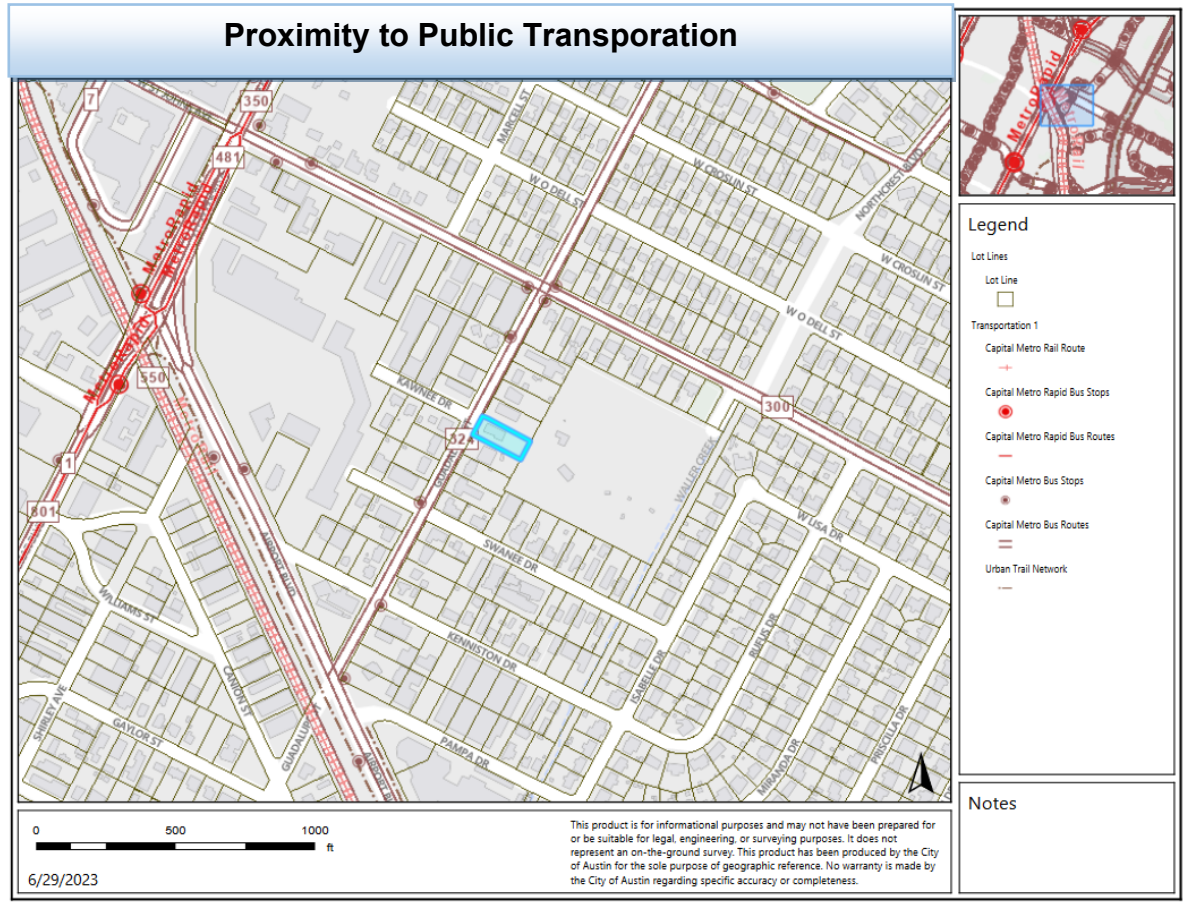 Proximity to Public Transporation
7
350
481
MARCEL ST
W O DELL ST
W CROSLIN ST
NORTHCREST BLVD
W CROSLIN ST
W O DELL ST
MetroRapid
MetroRapid
MetroRapid
550
KAWNEE DR
324
300
WALLER CREEK
1
801
W LISA DR
SWANEE DR
AIRPORT BLVD
WILLIAMS ST
KENNISTON DR
RUFUS DR
ISABELLE DR
CANION ST
SHIRLEY AVE
GAYLOR ST
GUADALUPE ST
PAMPA DR
MIRANDA DR
PRISCILLA DR
MetroRapid
Legend
Lot Lines
Lot Line
Transportation 1
Capital Metro Rail Route
Capital Metro Rapid Bus Stops
Capital Metro Rapid Bus Routes
Capital Metro Bus Stops
Capital Metro Bus Routes
Urban Trail Network
Notes
0 500 1000
ft
6/29/2023
This product is for informational purposes and may not have been prepared for
or be suitable for legal, engineering, or surveying purposes. It does not
represent an on-the-ground survey. This product has been produced by the City
of Austin for the sole purpose of geographic reference. No warranty is made by
the City of Austin regarding specific accuracy or completeness.